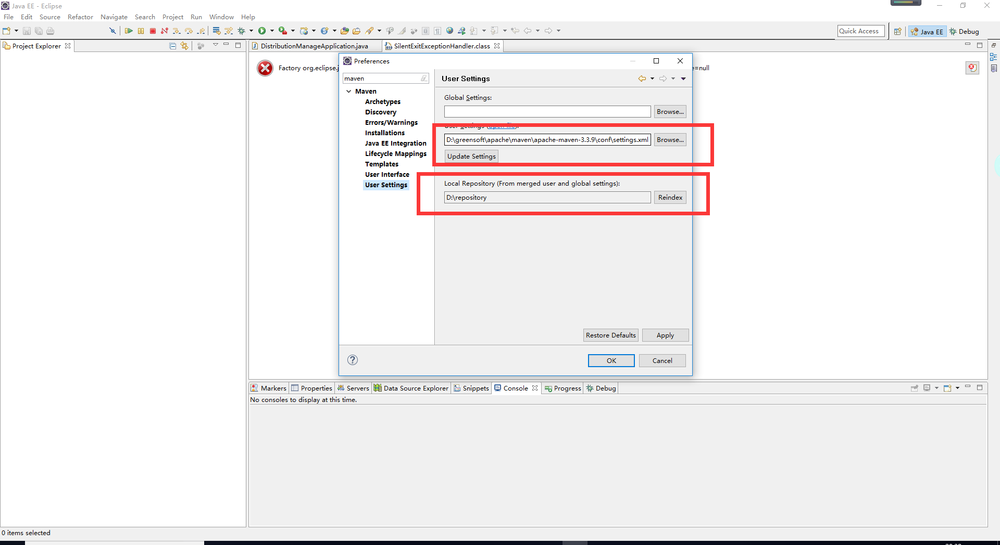 Java EE - Eclipse
File Edit Source Refactor Navigate Search Project Run Window Help
Quick Access
Java EE
Debug
Project Explorer
DistributionManageApplication.java
SilentExitExceptionHandler.class
Factory org.eclipse.j
e=null
Preferences
maven
Maven
Archetypes
Discovery
Errors/Warnings
Installations
Java EE Integration
Lifecycle Mappings
Templates
User Interface
User Settings
User Settings
Global Settings:
Browse...
User Settings (open file):
D:\greensoft\apache\maven\apache-maven-3.3.9\conf\settings.xml
Browse...
Update Settings
Local Repository (From merged user and global settings):
D:\repository
Reindex
Restore Defaults
Apply
OK
Cancel
Markers
Properties
Servers
Data Source Explorer
Snippets
Console
Progress
Debug
No consoles to display at this time.
0 items selected